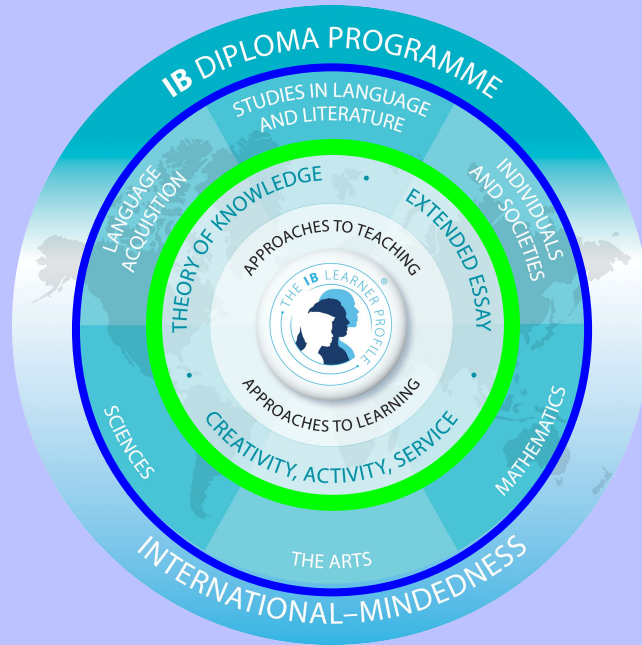 IB DIPLOMA PROGRAMME
STUDIES IN LANGUAGE
AND LITERATURE
LANGUAGE
ACQUISITION
INDIVIDUALS
AND SOCIETIES
THEORY OF KNOWLEDGE
•
EXTENDED ESSAY
APPROACHES TO TEACHING
THE IB LEARNER PROFILE
®
APPROACHES TO LEARNING
•
CREATIVITY, ACTIVITY, SERVICE
•
SCIENCES
MATHEMATICS
THE ARTS
INTERNATIONAL–MINDEDNESS